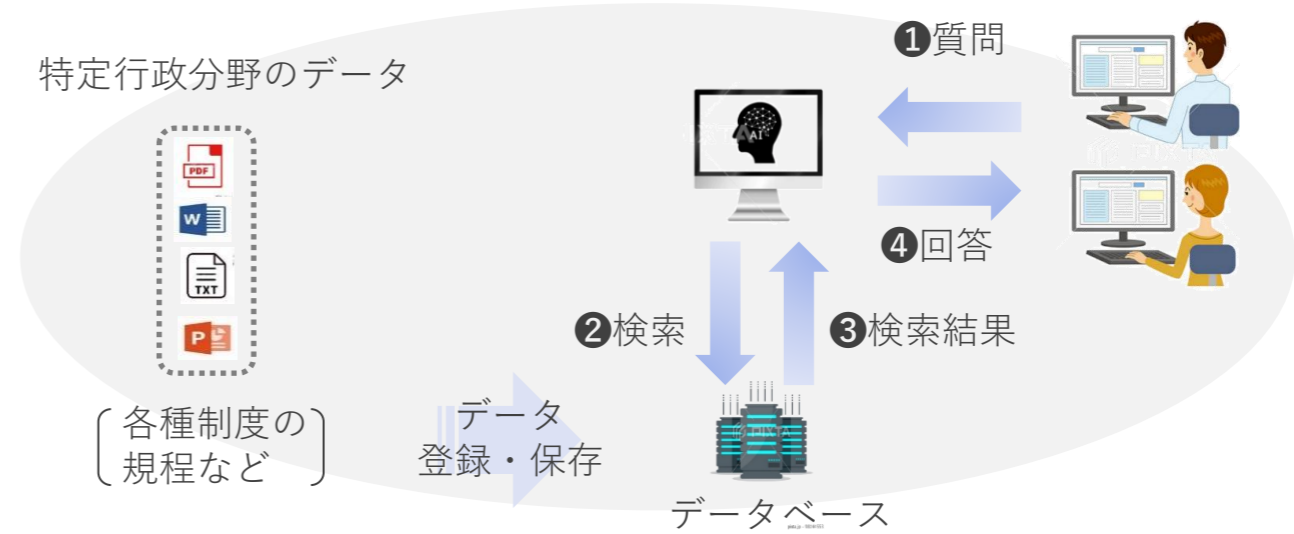 特定行政分野のデータ
PDF
W
TXT
P
各種制度の
規程など
データ
登録・保存
AI
❶質問
❹回答
❷検索
❸検索結果
データベース
PIXTA